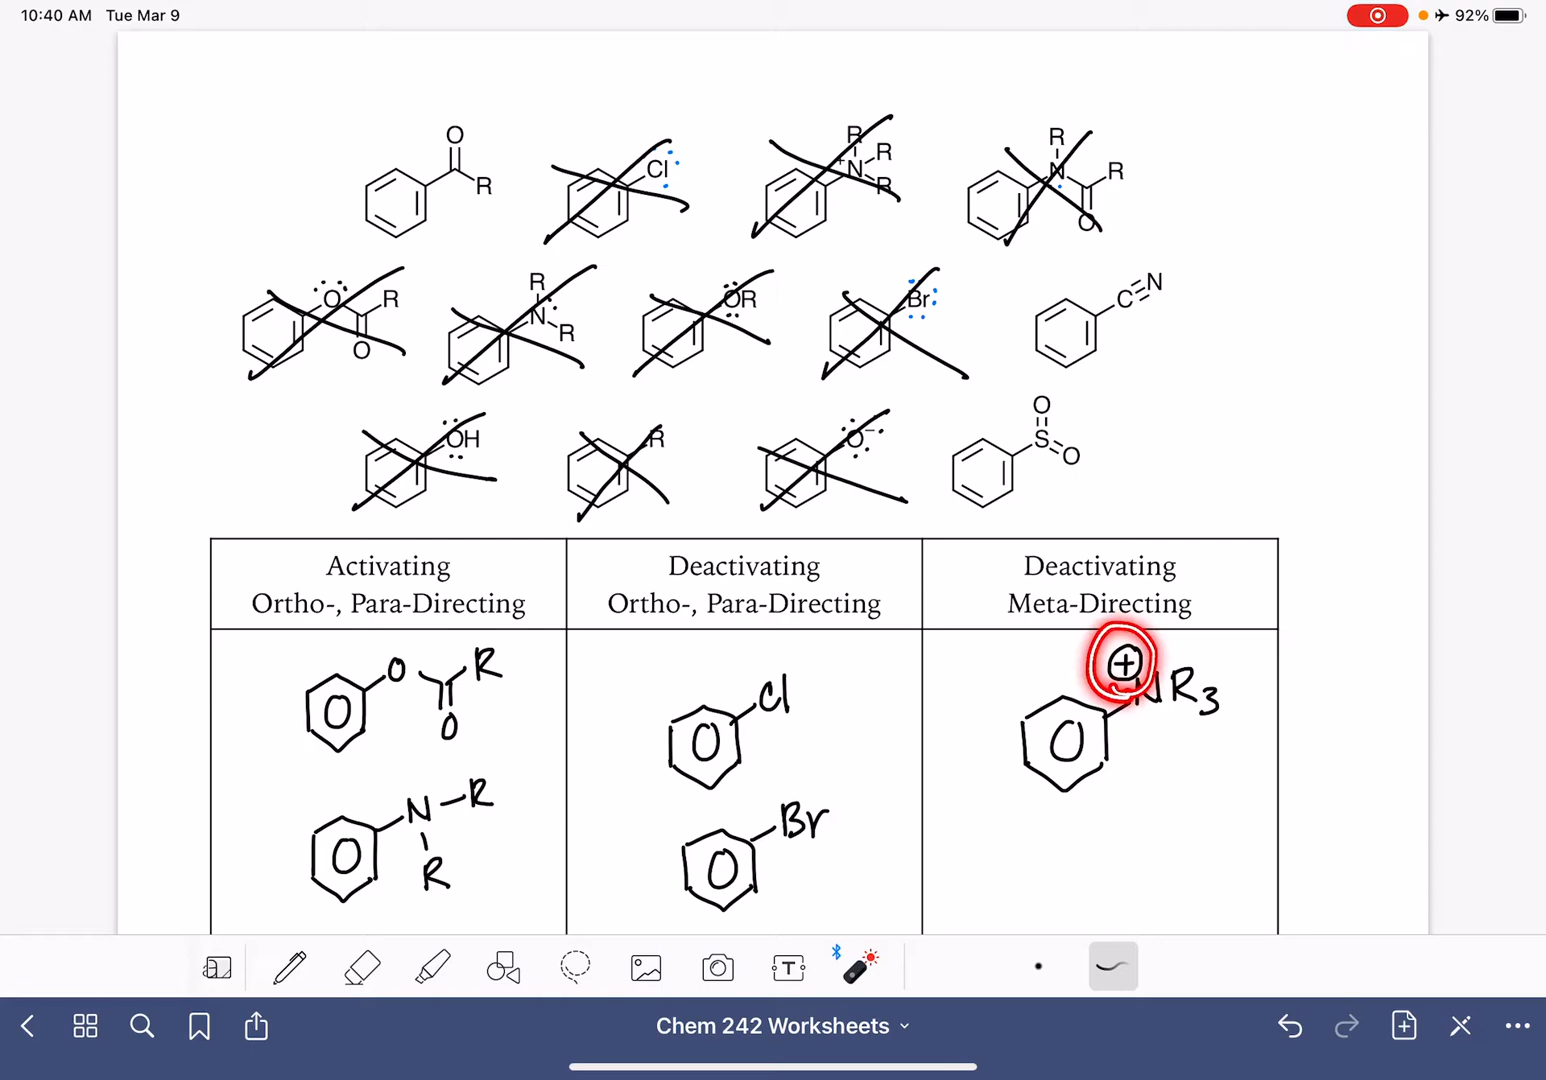 10:40 AM Tue Mar 9
92%
O
R
Cl
R
+N
R
R
R
N
R
O
O
R
O
R
N
R
OR
Br
C
N
OH
R
O−
O
S
O
Activating
Ortho-, Para-Directing
Deactivating
Ortho-, Para-Directing
Deactivating
Meta-Directing
O
R
O
Cl
+
NR3
N-R
R
Br
T
Chem 242 Worksheets